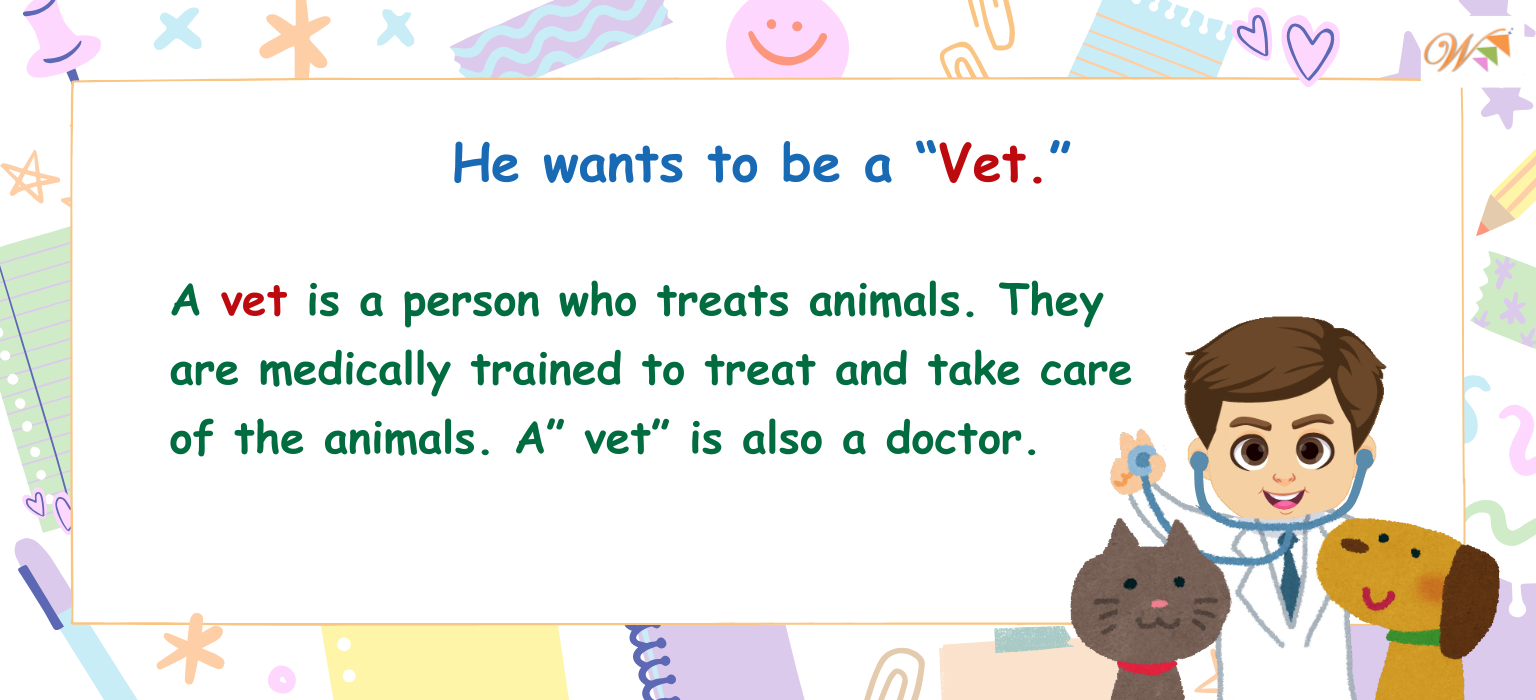 W
He wants to be a “Vet.”
A vet is a person who treats animals. They
are medically trained to treat and take care
of the animals. A” vet” is also a doctor.